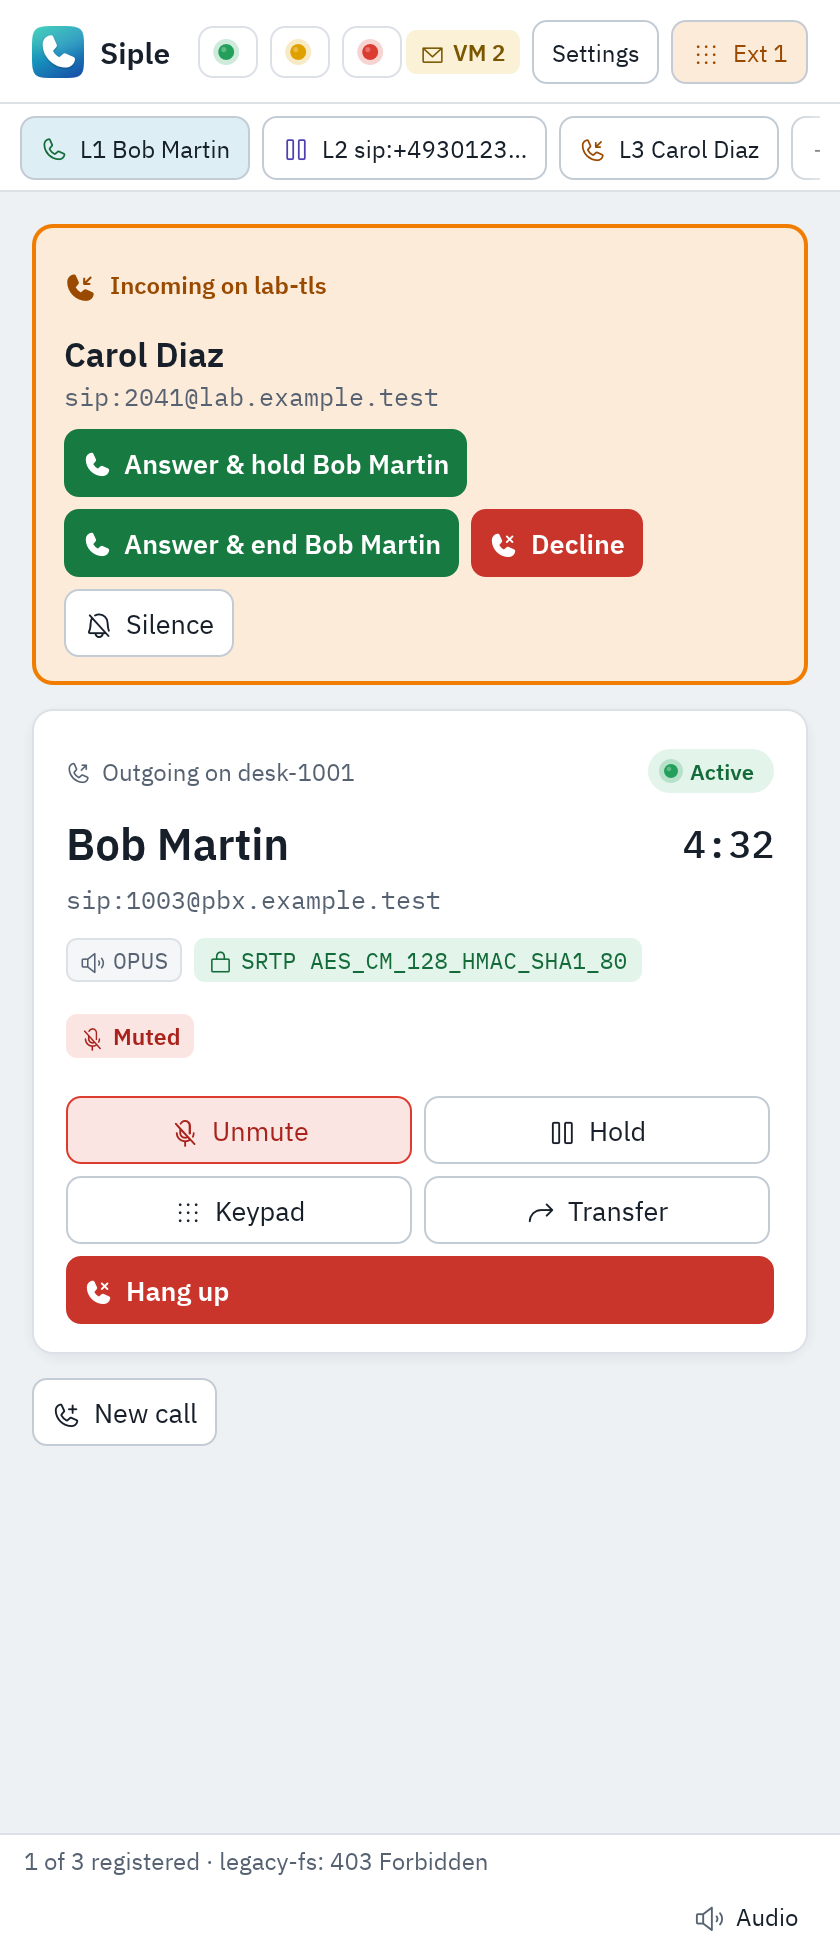 Siple VM 2 Settings Ext 1
L1 Bob Martin L2 sip:+4930123... L3 Carol Diaz
Incoming on lab-tls
Carol Diaz
sip:2041@lab.example.test
Answer & hold Bob Martin
Answer & end Bob Martin Decline
Silence
Outgoing on desk-1001 Active
Bob Martin 4:32
sip:1003@pbx.example.test
OPUS SRTP AES_CM_128_HMAC_SHA1_80
Muted
Unmute Hold
Keypad Transfer
Hang up
New call
1 of 3 registered · legacy-fs: 403 Forbidden
Audio